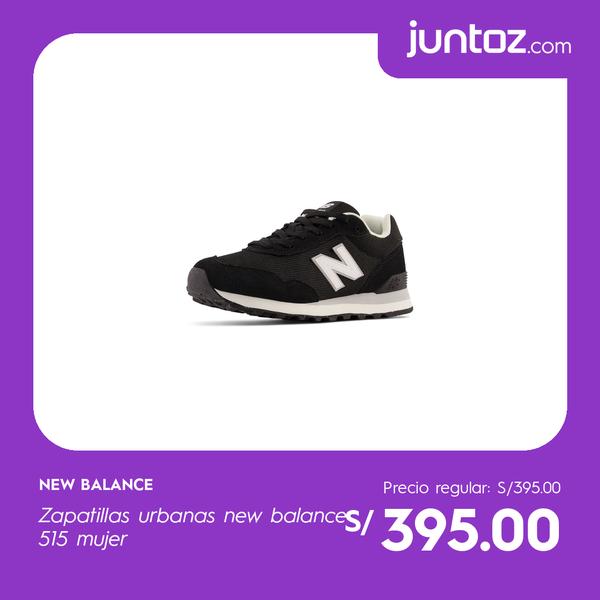 juntoz.com
N
NEW BALANCE
Zapatillas urbanas new balance
515 mujer
Precio regular: S/395.00
S/ 395.00